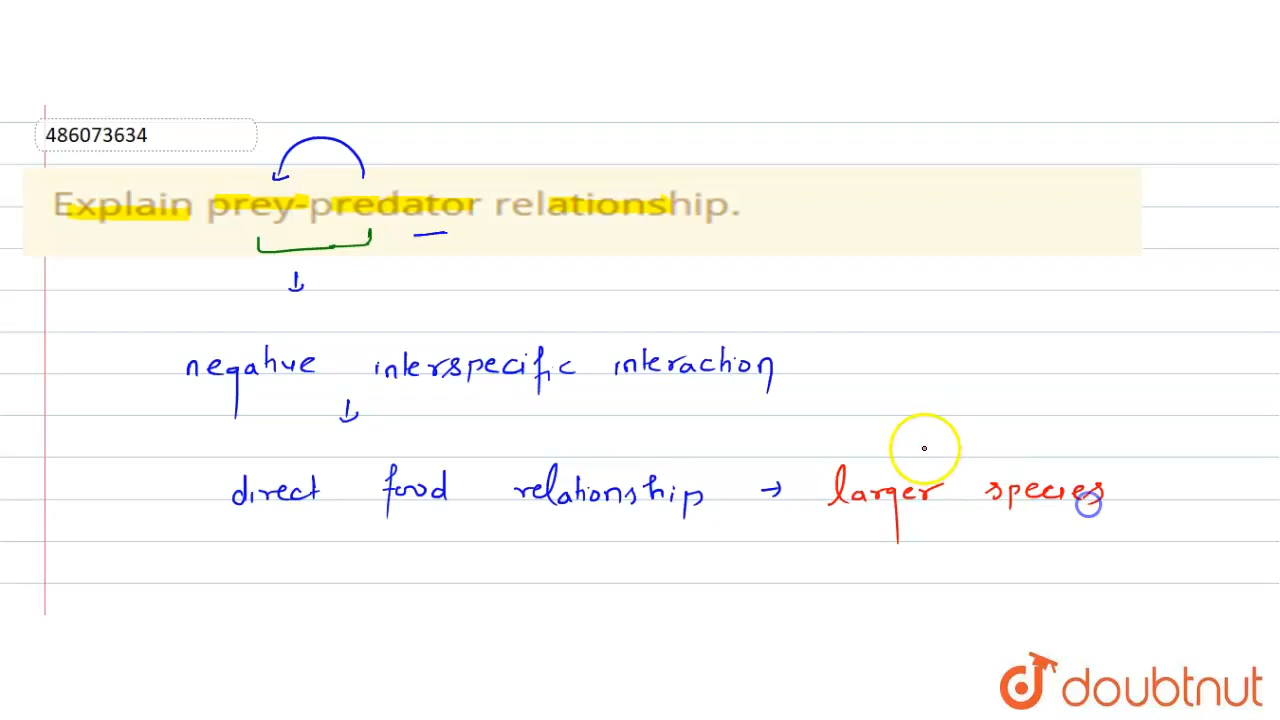 486073634
Explain prey-predator relationship.
negative interspecific interaction
direct food relationship → larger species
doubtnut